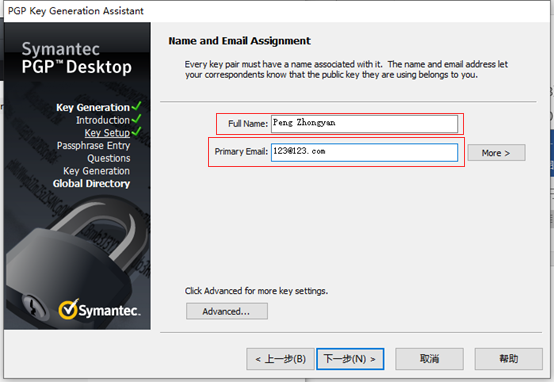 PGP Key Generation Assistant
Symantec
PGP™ Desktop
Key Generation
Introduction
Key Setup
Passphrase Entry
Questions
Key Generation
Global Directory
Symantec.
Name and Email Assignment
Every key pair must have a name associated with it. The name and email address let
your correspondents know that the public key they are using belongs to you.
Full Name: Peng Zhongyan
Primary Email: 123@123.com More >
Click Advanced for more key settings.
Advanced...
< 上一步(B) 下一步(N) > 取消 帮助